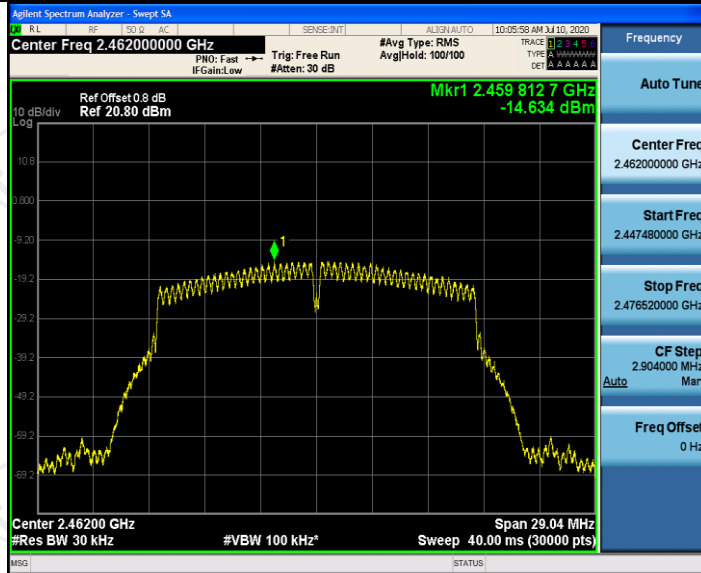 Agilent Spectrum Analyzer - Swept SA
RL RF 50 Ω AC SENSE:INT ALIGN AUTO 10:05:58 AM Jul 10, 2020
Center Freq 2.462000000 GHz
#Avg Type: RMS
TRACE 1 2 3 4 5 6
PNO: Fast Trig: Free Run Avg|Hold: 100/100
TYPE A WWWWW
IFGain:Low #Atten: 30 dB
DET A A A A A A
Frequency
Auto Tune
Center Freq
2.462000000 GHz
Start Freq
2.447480000 GHz
Stop Freq
2.476520000 GHz
CF Step
2.904000 MHz
Auto Man
Freq Offset
0 Hz
Ref Offset 0.8 dB
10 dB/div Ref 20.80 dBm
Log
Mkr1 2.459 812 7 GHz
-14.634 dBm
10.8
0.800
-9.20
-19.2
-29.2
-39.2
-49.2
-59.2
-69.2
1
Center 2.46200 GHz Span 29.04 MHz
#Res BW 30 kHz #VBW 100 kHz* Sweep 40.00 ms (30000 pts)
MSG STATUS